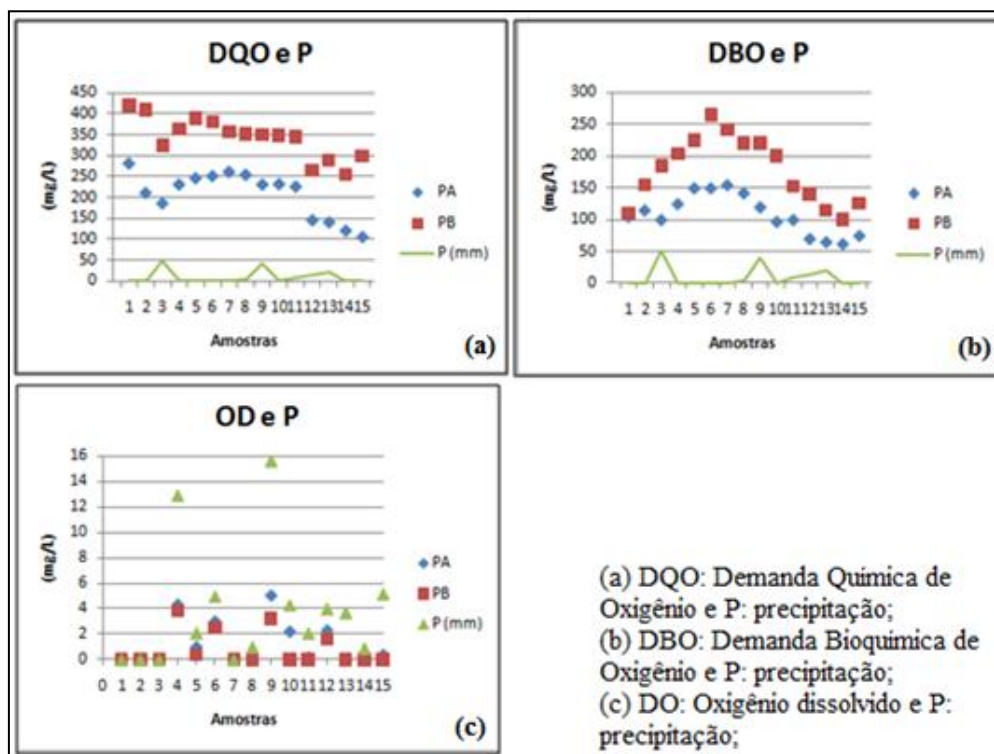 DQO e P
450
400
350
300
250
200
150
100
50
0
(mg/L)
1 2 3 4 5 6 7 8 9 10 11 12 13 14 15
Amostras
PA
PB
P (mm)
(a)
DBO e P
300
250
200
150
100
50
0
(mg/L)
1 2 3 4 5 6 7 8 9 10 11 12 13 14 15
Amostras
PA
PB
P (mm)
(b)
OD e P
16
14
12
10
8
6
4
2
0
(mg/L)
0 1 2 3 4 5 6 7 8 9 10 11 12 13 14 15
Amostras
PA
PB
P (mm)
(c)
(a) DQO: Demanda Quimica de
Oxigênio e P: precipitação;
(b) DBO: Demanda Bioquimica de
Oxigênio e P: precipitação;
(c) DO: Oxigênio dissolvido e P:
precipitação;